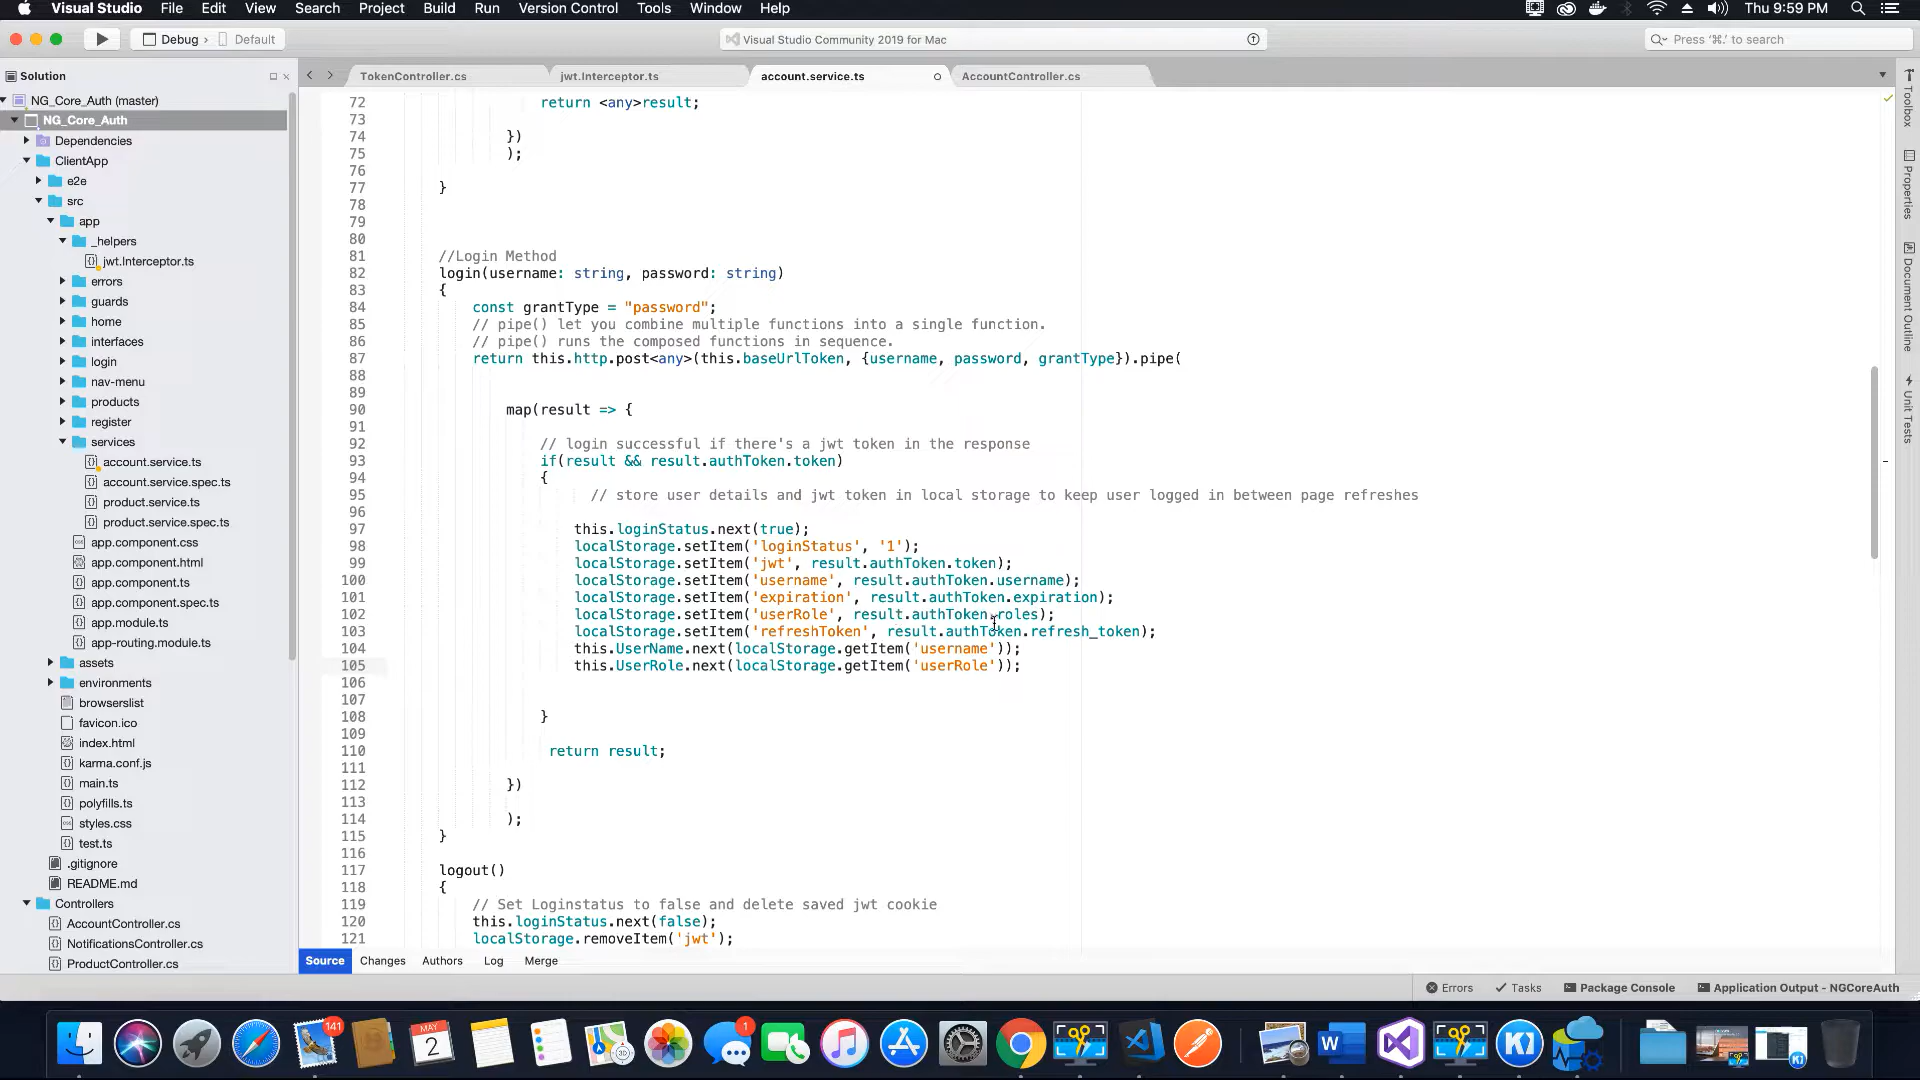 Visual Studio File Edit View Search Project Build Run Version Control Tools Window Help Thu 9:59 PM
Debug › Default Visual Studio Community 2019 for Mac Press '⌘.' to search
Solution
TokenController.cs jwt.Interceptor.ts account.service.ts AccountController.cs
NG_Core_Auth (master)
NG_Core_Auth
Dependencies
ClientApp
e2e
src
app
_helpers
jwt.Interceptor.ts
errors
guards
home
interfaces
login
nav-menu
products
register
services
account.service.ts
account.service.spec.ts
product.service.ts
product.service.spec.ts
app.component.css
app.component.html
app.component.ts
app.component.spec.ts
app.module.ts
app-routing.module.ts
assets
environments
browserslist
favicon.ico
index.html
karma.conf.js
main.ts
polyfills.ts
styles.css
test.ts
.gitignore
README.md
Controllers
AccountController.cs
NotificationsController.cs
ProductController.cs
72 return <any>result;
73
74 })
75 );
76
77 }
78
79
80
81 //Login Method
82 login(username: string, password: string)
83 {
84 const grantType = "password";
85 // pipe() let you combine multiple functions into a single function.
86 // pipe() runs the composed functions in sequence.
87 return this.http.post<any>(this.baseUrlToken, {username, password, grantType}).pipe(
88
89
90 map(result => {
91
92 // login successful if there's a jwt token in the response
93 if(result && result.authToken.token)
94 {
95 // store user details and jwt token in local storage to keep user logged in between page refreshes
96
97 this.loginStatus.next(true);
98 localStorage.setItem('loginStatus', '1');
99 localStorage.setItem('jwt', result.authToken.token);
100 localStorage.setItem('username', result.authToken.username);
101 localStorage.setItem('expiration', result.authToken.expiration);
102 localStorage.setItem('userRole', result.authToken.roles);
103 localStorage.setItem('refreshToken', result.authToken.refresh_token);
104 this.UserName.next(localStorage.getItem('username'));
105 this.UserRole.next(localStorage.getItem('userRole'));
106
107
108 }
109
110 return result;
111
112 })
113
114 );
115 }
116
117 logout()
118 {
119 // Set Loginstatus to false and delete saved jwt cookie
120 this.loginStatus.next(false);
121 localStorage.removeItem('jwt');
Source Changes Authors Log Merge
Errors Tasks Package Console Application Output - NGCoreAuth
Toolbox
Properties
Document Outline
Unit Tests
141
MAY
2
1